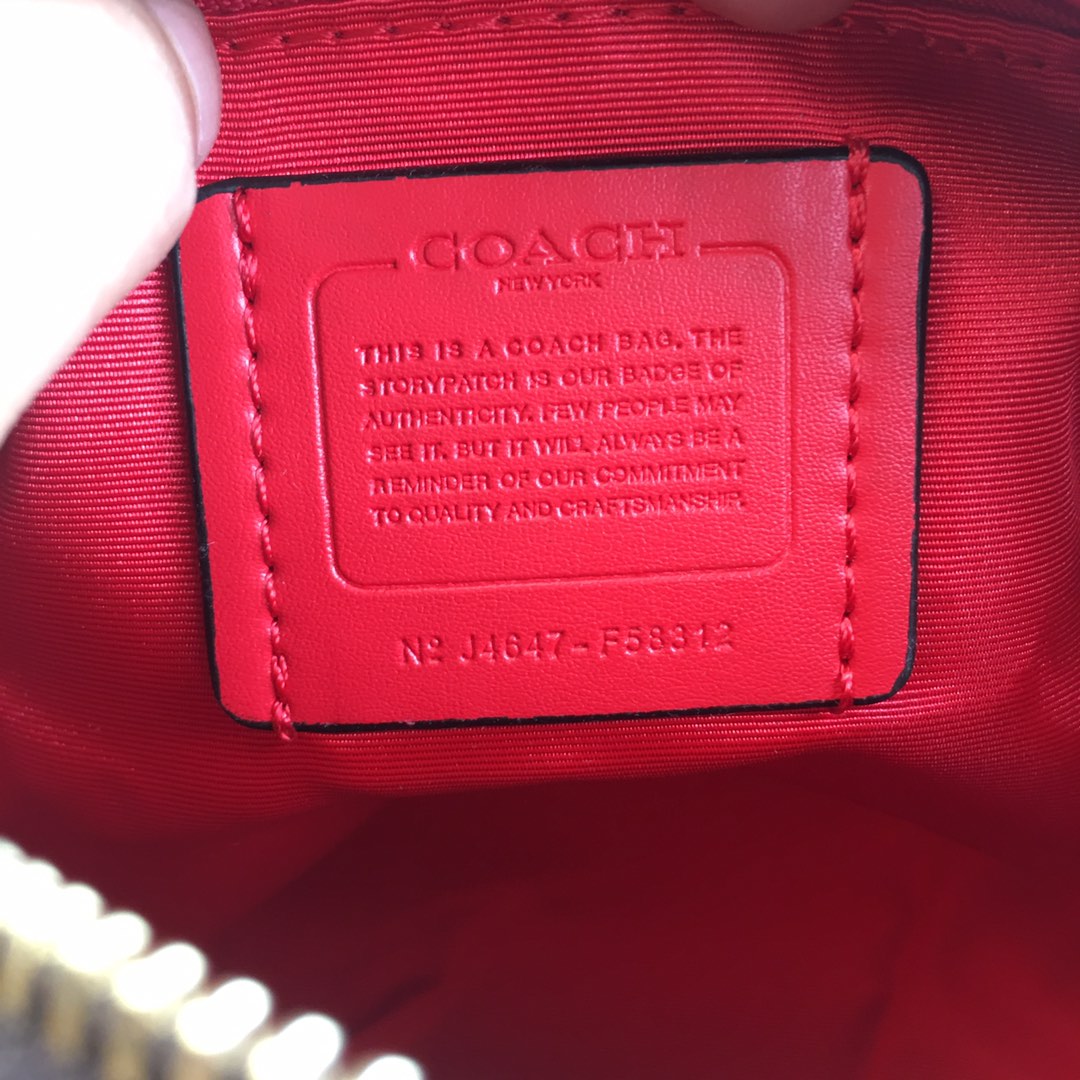 COACH
NEW YORK
THIS IS A COACH BAG. THE
STORYPATCH IS OUR BADGE OF
AUTHENTICITY. FEW PEOPLE MAY
SEE IT. BUT IT WILL ALWAYS BE A
REMINDER OF OUR COMMITMENT
TO QUALITY AND CRAFTSMANSHIP.
Nº J4647-F58312